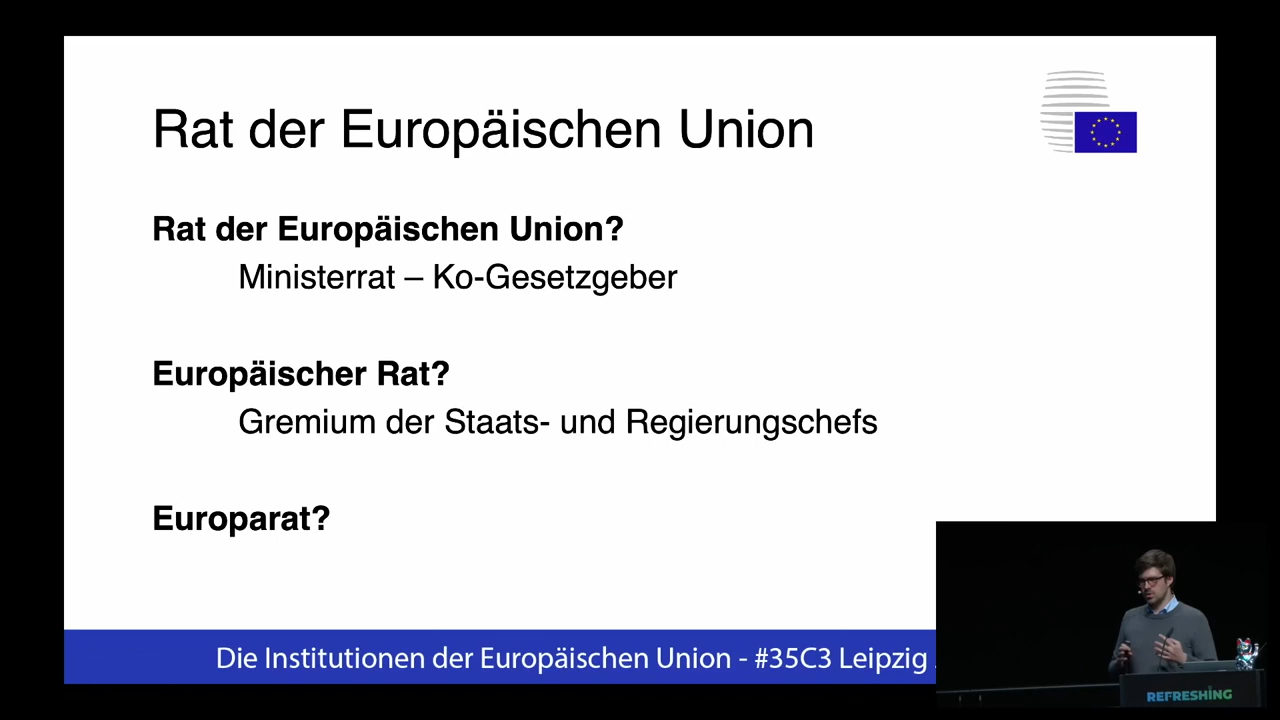 Rat der Europäischen Union
Rat der Europäischen Union?
Ministerrat – Ko-Gesetzgeber
Europäischer Rat?
Gremium der Staats- und Regierungschefs
Europarat?
Die Institutionen der Europäischen Union - #35C3 Leipzig
REFRESHING